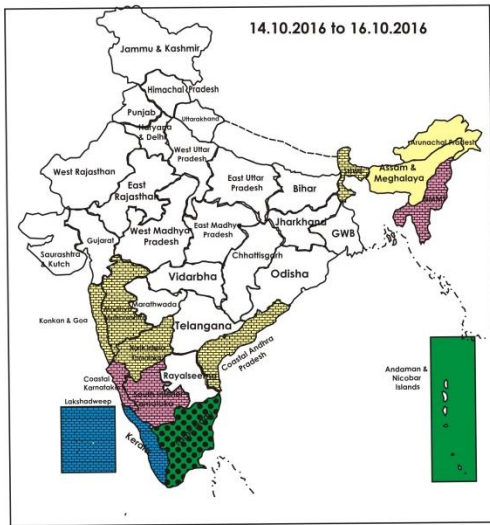 14.10.2016 to 16.10.2016
Jammu & Kashmir
Himachal Pradesh
Punjab
Uttarakhand
Haryana
& Delhi
West Uttar
Pradesh
Arunachal Pradesh
West Rajasthan
East
Rajasthan
East Uttar
Pradesh
Bihar
Assam &
Meghalaya
Saurashtra
& Kutch
Gujarat
West Madhya
Pradesh
East Madhya
Pradesh
Jharkhand
GWB
Chhattisgarh
Vidarbha
Odisha
Konkan & Goa
Marathwada
Telangana
Coastal Andhra
Pradesh
Rayalseema
Coastal
Karnataka
Lakshadweep
Kerala
Andaman &
Nicobar
Islands